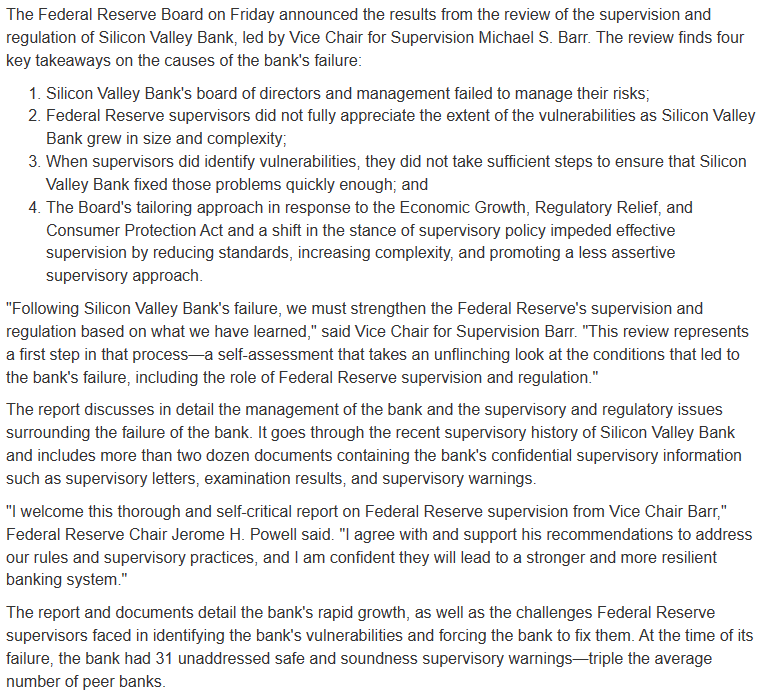 The Federal Reserve Board on Friday announced the results from the review of the supervision and
regulation of Silicon Valley Bank, led by Vice Chair for Supervision Michael S. Barr. The review finds four
key takeaways on the causes of the bank's failure:
1. Silicon Valley Bank's board of directors and management failed to manage their risks;
2. Federal Reserve supervisors did not fully appreciate the extent of the vulnerabilities as Silicon Valley
Bank grew in size and complexity;
3. When supervisors did identify vulnerabilities, they did not take sufficient steps to ensure that Silicon
Valley Bank fixed those problems quickly enough; and
4. The Board's tailoring approach in response to the Economic Growth, Regulatory Relief, and
Consumer Protection Act and a shift in the stance of supervisory policy impeded effective
supervision by reducing standards, increasing complexity, and promoting a less assertive
supervisory approach.
"Following Silicon Valley Bank's failure, we must strengthen the Federal Reserve's supervision and
regulation based on what we have learned," said Vice Chair for Supervision Barr. "This review represents
a first step in that process—a self-assessment that takes an unflinching look at the conditions that led to
the bank's failure, including the role of Federal Reserve supervision and regulation."
The report discusses in detail the management of the bank and the supervisory and regulatory issues
surrounding the failure of the bank. It goes through the recent supervisory history of Silicon Valley Bank
and includes more than two dozen documents containing the bank's confidential supervisory information
such as supervisory letters, examination results, and supervisory warnings.
"I welcome this thorough and self-critical report on Federal Reserve supervision from Vice Chair Barr,"
Federal Reserve Chair Jerome H. Powell said. "I agree with and support his recommendations to address
our rules and supervisory practices, and I am confident they will lead to a stronger and more resilient
banking system."
The report and documents detail the bank's rapid growth, as well as the challenges Federal Reserve
supervisors faced in identifying the bank's vulnerabilities and forcing the bank to fix them. At the time of its
failure, the bank had 31 unaddressed safe and soundness supervisory warnings—triple the average
number of peer banks.